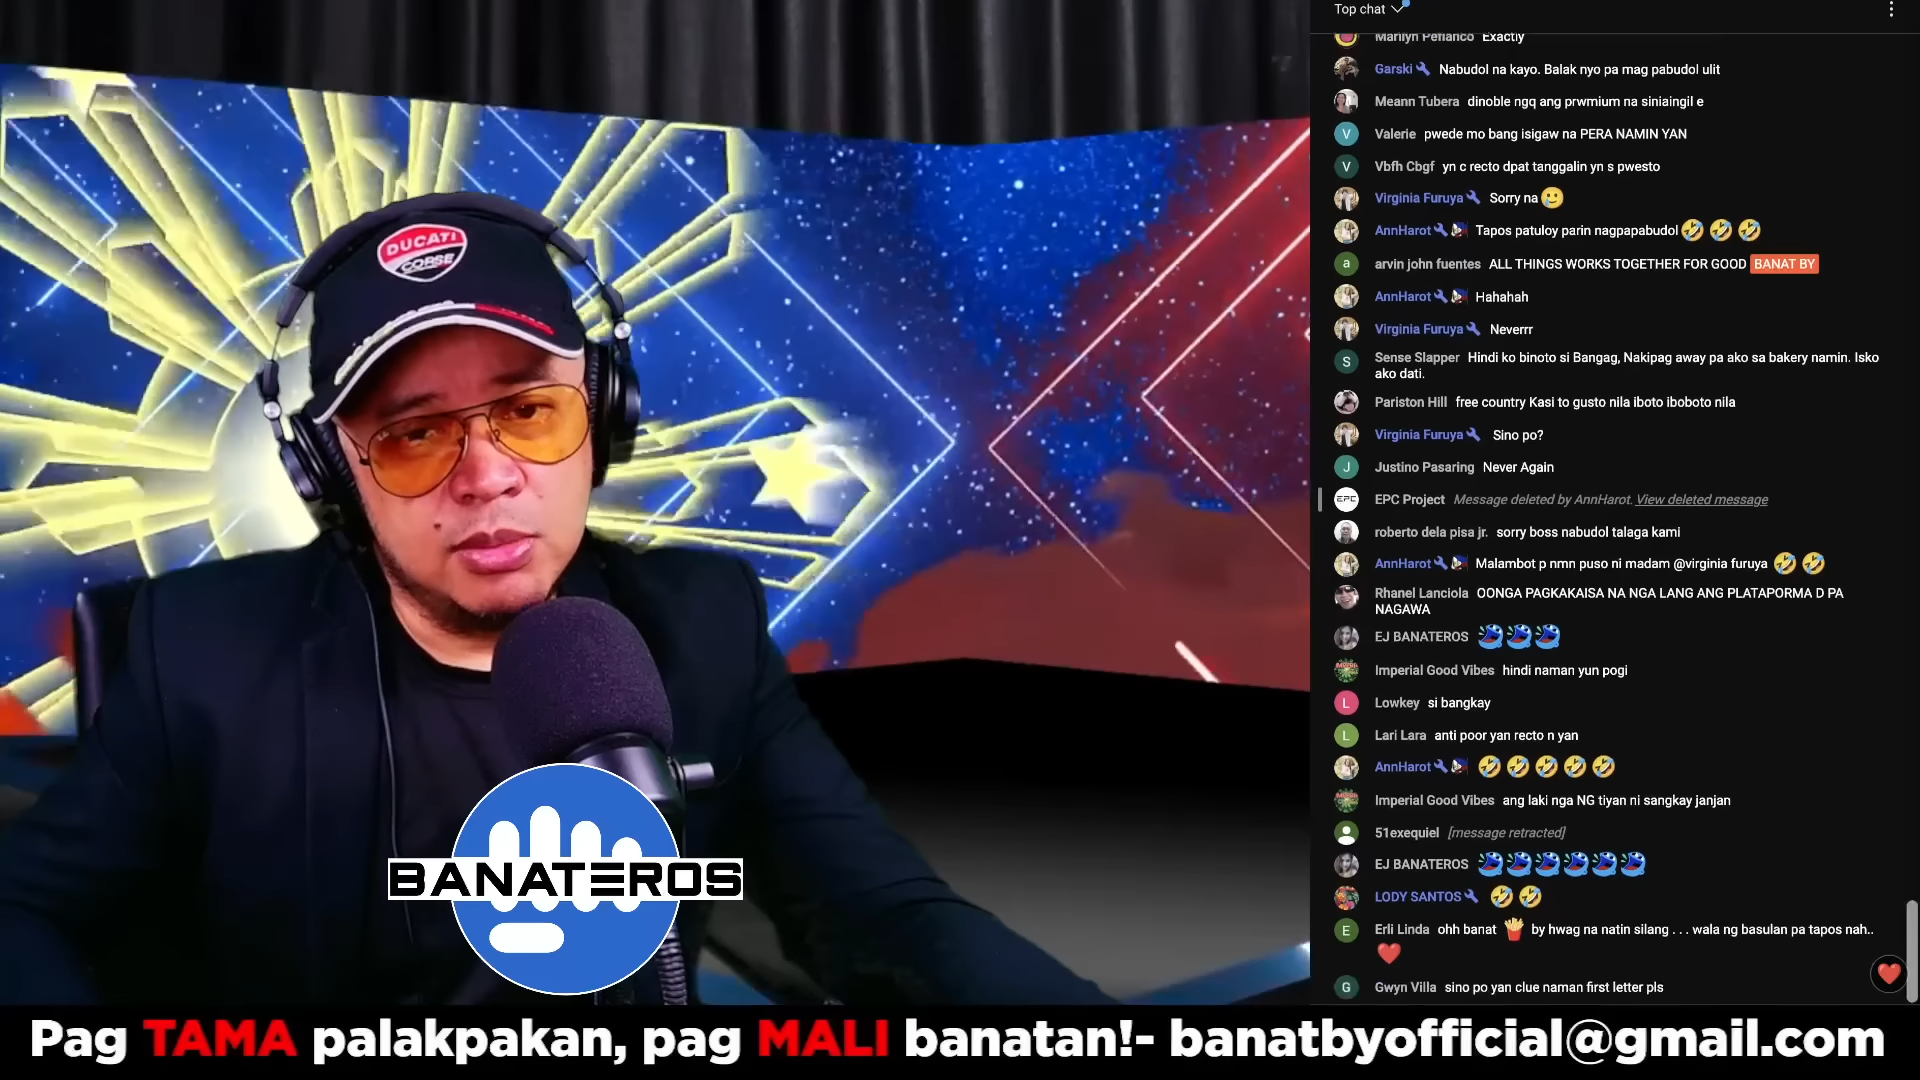 Top chat
Marilyn Pefianco Exactly
Garski Nabudol na kayo. Balak nyo pa mag pabudol ulit
Meann Tubera dinoble ngq ang prwmium na siniaingil e
V Valerie pwede mo bang isigaw na PERA NAMIN YAN
V Vbfh Cbgf yn c recto dpat tanggalin yn s pwesto
Virginia Furuya Sorry na
AnnHarot Tapos patuloy parin nagpapabudol
a arvin john fuentes ALL THINGS WORKS TOGETHER FOR GOOD BANAT BY
AnnHarot Hahahah
Virginia Furuya Neverrr
S Sense Slapper Hindi ko binoto si Bangag, Nakipag away pa ako sa bakery namin. Isko
ako dati.
Pariston Hill free country Kasi to gusto nila iboto iboboto nila
Virginia Furuya Sino po?
J Justino Pasaring Never Again
EPC EPC Project Message deleted by AnnHarot. View deleted message
roberto dela pisa jr. sorry boss nabudol talaga kami
AnnHarot Malambot p nmn puso ni madam @virginia furuya
Rhanel Lanciola OONGA PAGKAKAISA NA NGA LANG ANG PLATAPORMA D PA
NAGAWA
EJ BANATEROS
Imperial Good Vibes hindi naman yun pogi
L Lowkey si bangkay
L Lari Lara anti poor yan recto n yan
AnnHarot
Imperial Good Vibes ang laki nga NG tiyan ni sangkay janjan
51exequiel [message retracted]
EJ BANATEROS
LODY SANTOS
E Erli Linda ohh banat by hwag na natin silang . . . wala ng basulan pa tapos nah..
G Gwyn Villa sino po yan clue naman first letter pls
DUCATI
CORSE
BANATEROS
Pag TAMA palakpakan, pag MALI banatan!- banatbyofficial@gmail.com